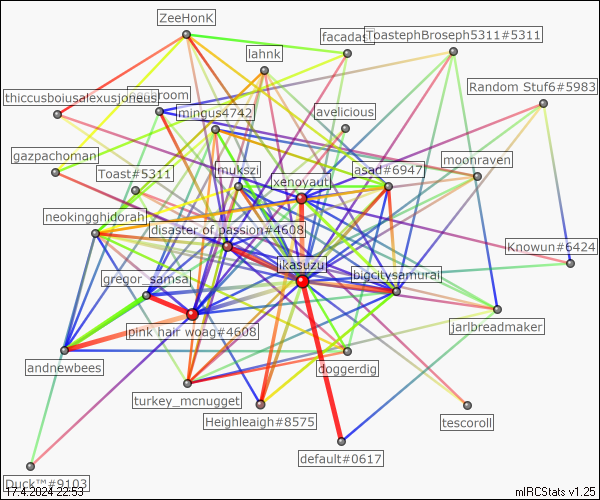 ZeeHonK
facadas
ToastephBroseph5311#5311
lahnk
Random Stuf6#5983
thiccusboiusalexusjoneus
room
mingus4742
avelicious
gazpachoman
Toast#5311
mukszi
xenoyaut
asad#6947
moonraven
neokingghidorah
disaster of passion#4608
Knowun#6424
ikasuzu
bigcitysamurai
gregor_samsa
pink hair woag#4608
jarlbreadmaker
andnewbees
doggerdig
turkey_mcnugget
Heighleaigh#8575
tescoroll
default#0617
Duck™#9103
17.4.2024 22:53
mIRCStats v1.25